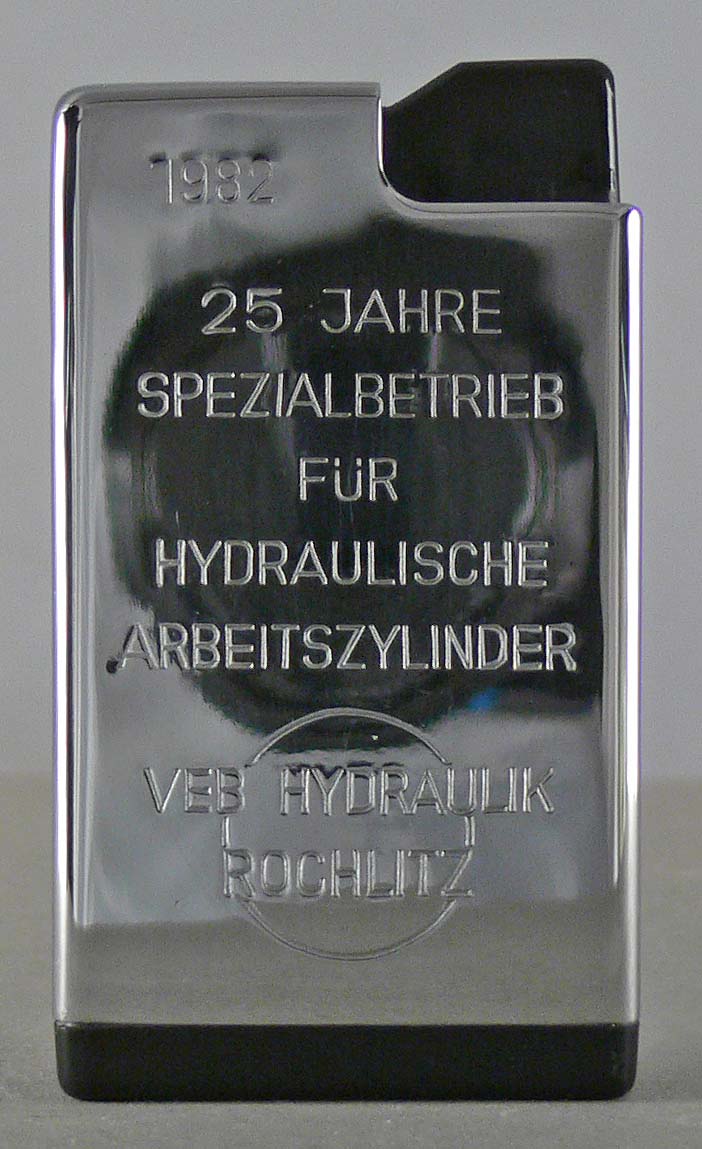 1982
25 JAHRE
SPEZIALBETRIEB
FÜR
HYDRAULISCHE
ARBEITSZYLINDER
VEB HYDRAULIK
ROCHLITZ